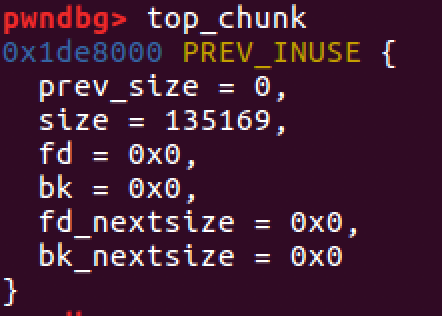 pwndbg> top_chunk
0x1de8000 PREV_INUSE {
prev_size = 0,
size = 135169,
fd = 0x0,
bk = 0x0,
fd_nextsize = 0x0,
bk_nextsize = 0x0
}